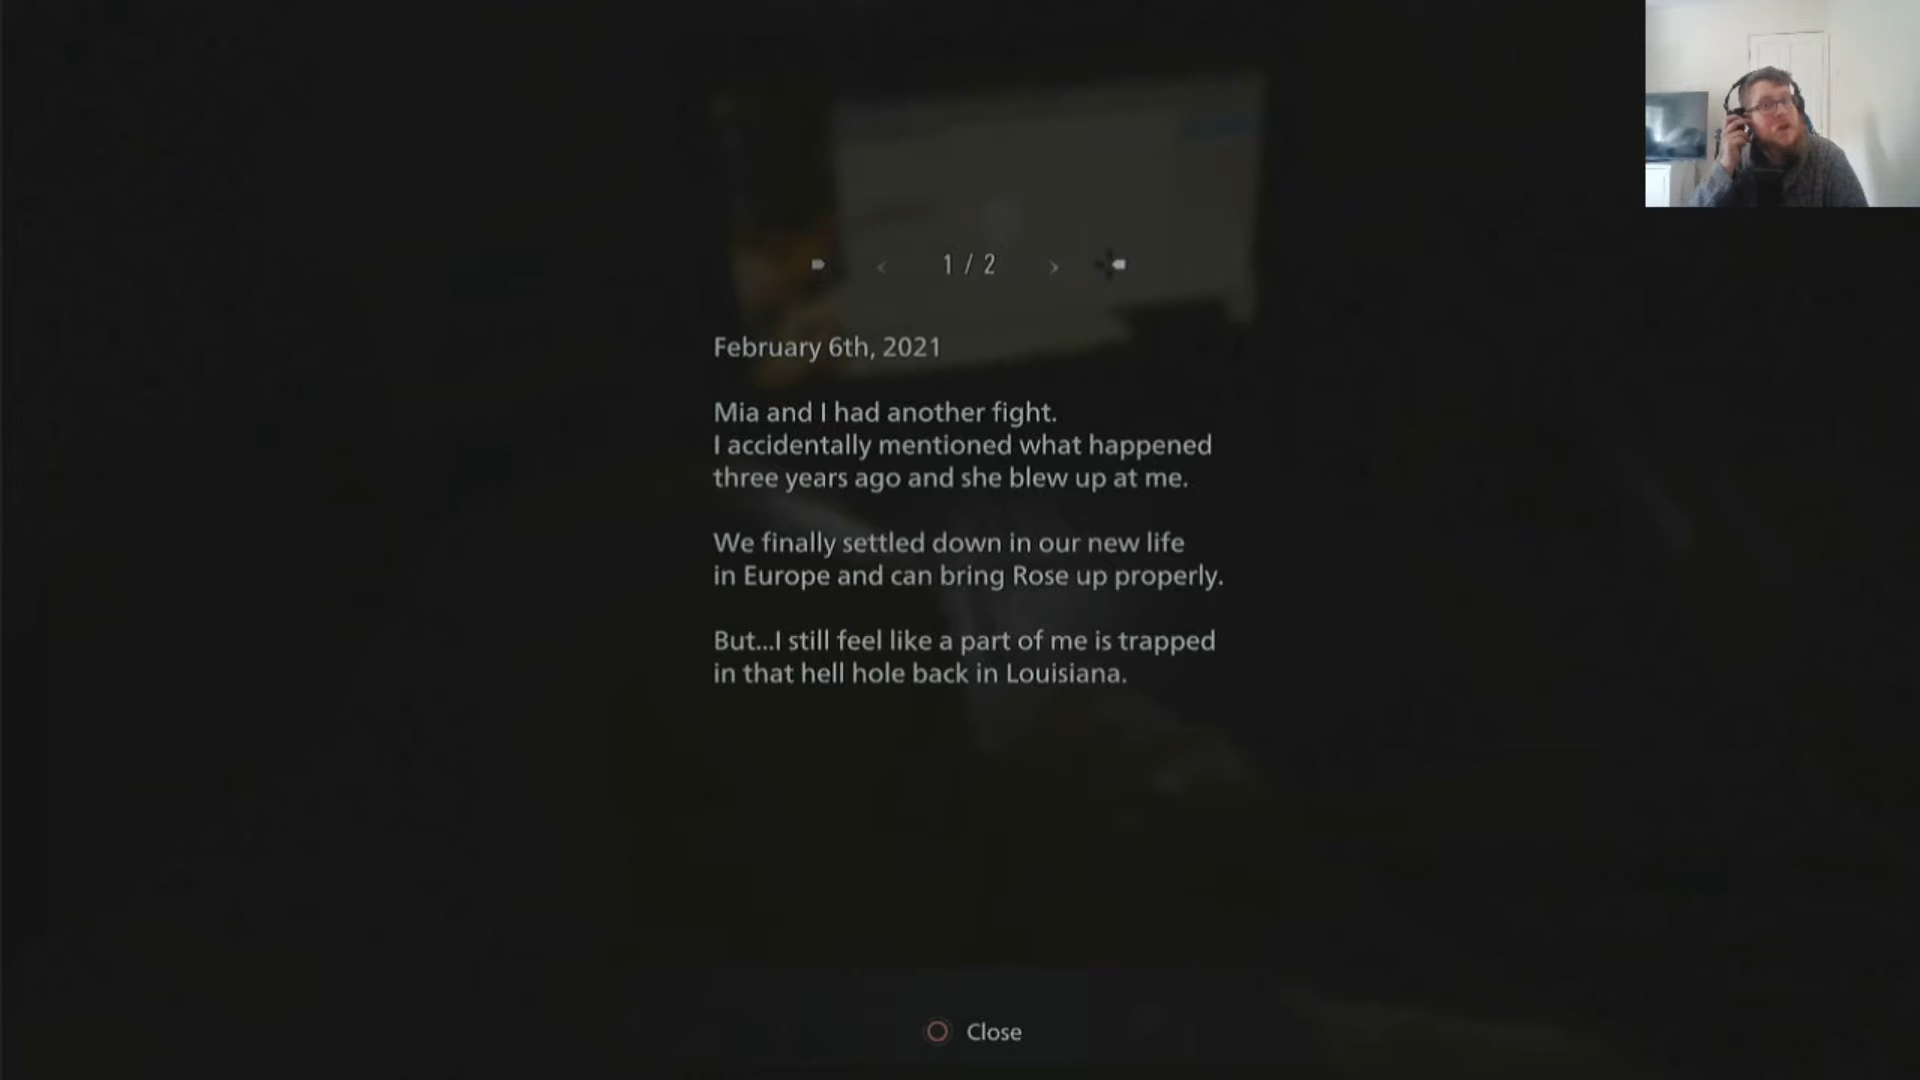 < 1 / 2 >
February 6th, 2021
Mia and I had another fight.
I accidentally mentioned what happened
three years ago and she blew up at me.
We finally settled down in our new life
in Europe and can bring Rose up properly.
But...I still feel like a part of me is trapped
in that hell hole back in Louisiana.
Close